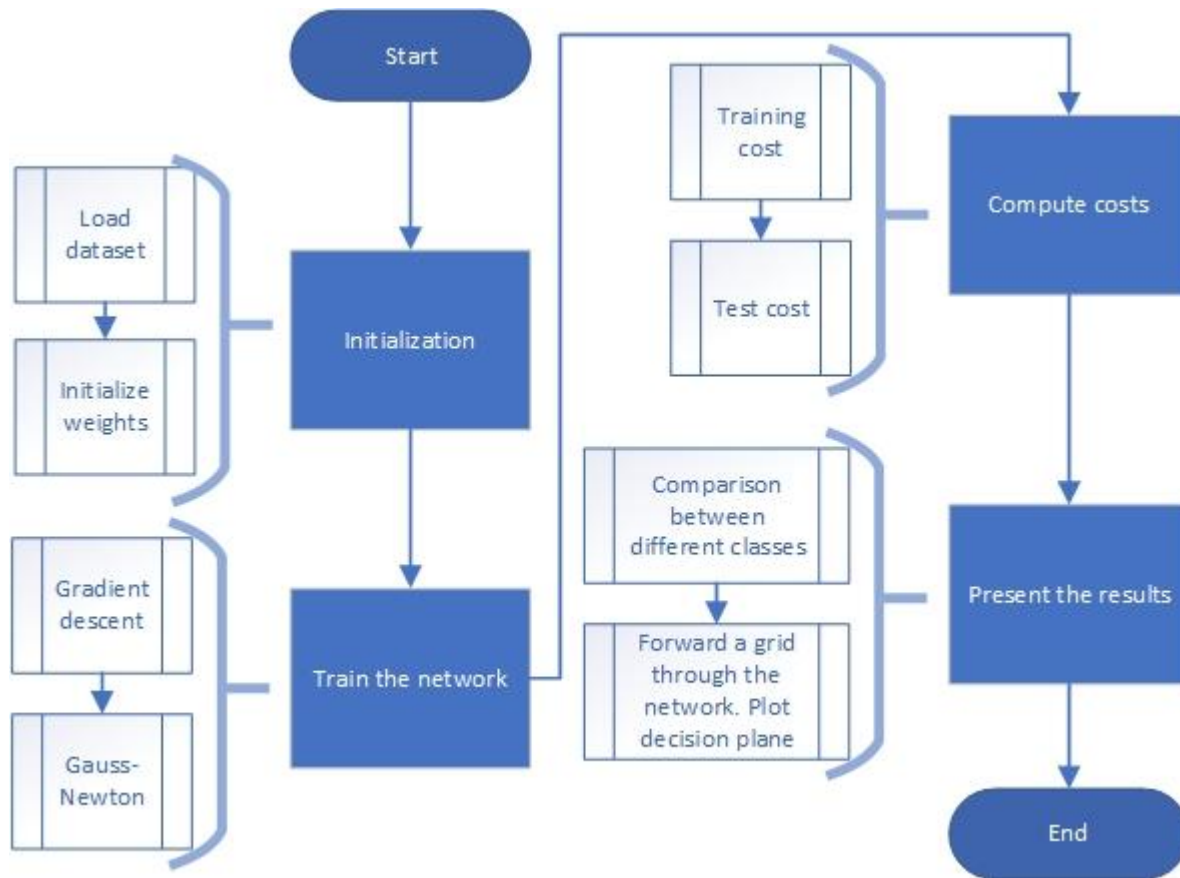 Start
Load
dataset
Initialize
weights
Initialization
Gradient
descent
Gauss-
Newton
Train the network
Training
cost
Test cost
Compute costs
Comparison
between
different classes
Forward a grid
through the
network. Plot
decision plane
Present the results
End